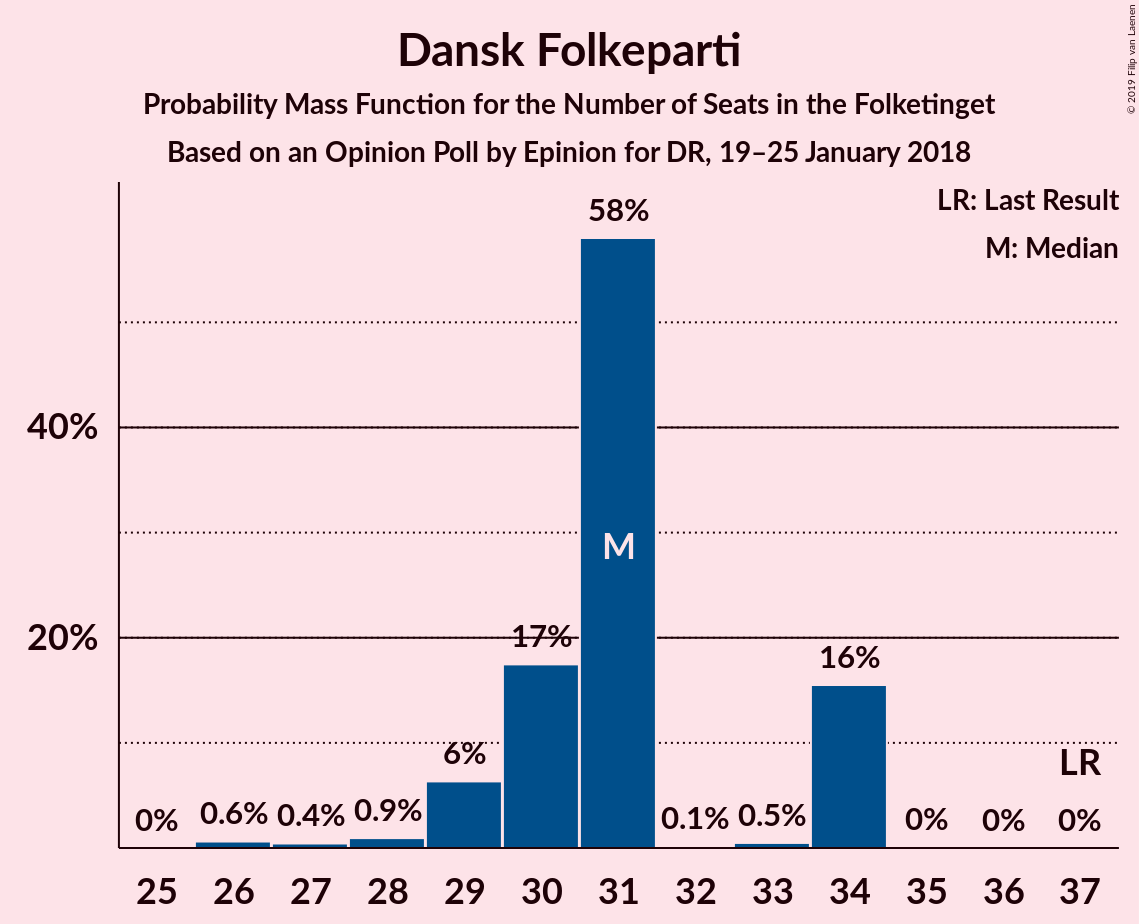 Dansk Folkeparti
Probability Mass Function for the Number of Seats in the Folketinget
Based on an Opinion Poll by Epinion for DR, 19–25 January 2018
© 2019 Filip van Laenen
LR: Last Result
M: Median
58%
40%
M
20%
17%
16%
6%
LR
0%
0.6%
0.4%
0.9%
0.1%
0.5%
0%
0%
0%
25 26 27 28 29 30 31 32 33 34 35 36 37